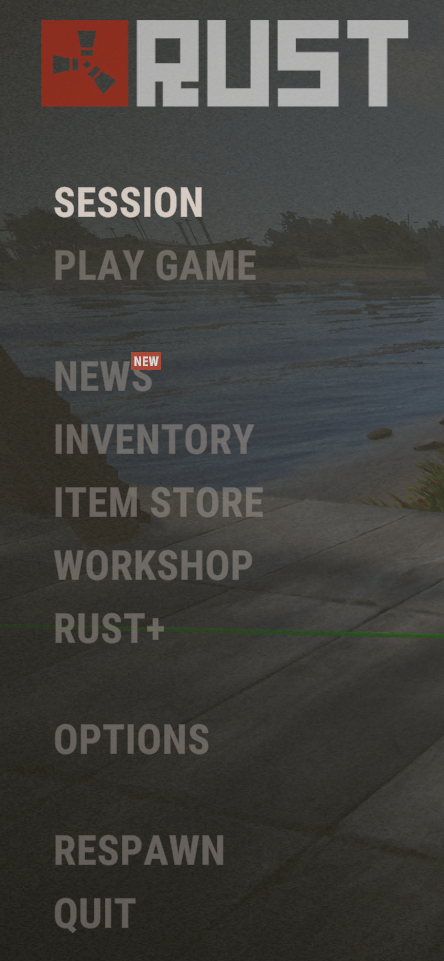 RUST
SESSION
PLAY GAME
NEW
NEWS
INVENTORY
ITEM STORE
WORKSHOP
RUST+
OPTIONS
RESPAWN
QUIT